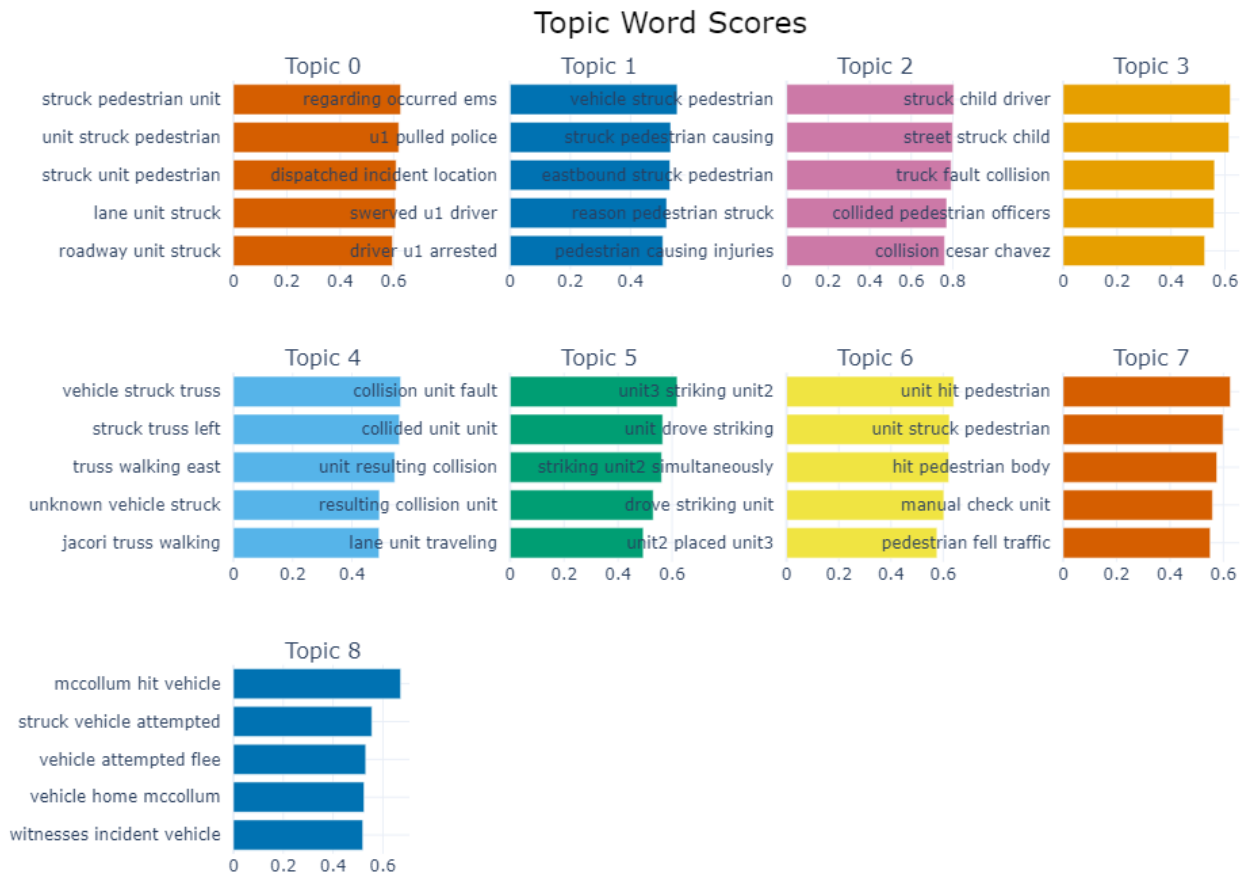 Topic Word Scores
Topic 0
Topic 1
Topic 2
Topic 3
struck pedestrian unit
regarding occurred ems
vehicle struck pedestrian
struck child driver
unit struck pedestrian
u1 pulled police
struck pedestrian causing
street struck child
struck unit pedestrian
dispatched incident location
eastbound struck pedestrian
truck fault collision
lane unit struck
swerved u1 driver
reason pedestrian struck
collided pedestrian officers
roadway unit struck
driver u1 arrested
pedestrian causing injuries
collision cesar chavez
0 0.2 0.4 0.6
0 0.2 0.4
0 0.2 0.4 0.6 0.8
0 0.2 0.4 0.6
Topic 4
Topic 5
Topic 6
Topic 7
vehicle struck truss
collision unit fault
unit3 striking unit2
unit hit pedestrian
struck truss left
collided unit unit
unit drove striking
unit struck pedestrian
truss walking east
unit resulting collision
striking unit2 simultaneously
hit pedestrian body
unknown vehicle struck
resulting collision unit
drove striking unit
manual check unit
jacori truss walking
lane unit traveling
unit2 placed unit3
pedestrian fell traffic
0 0.2 0.4
0 0.2 0.4 0.6
0 0.2 0.4 0.6
0 0.2 0.4 0.6
Topic 8
mccollum hit vehicle
struck vehicle attempted
vehicle attempted flee
vehicle home mccollum
witnesses incident vehicle
0 0.2 0.4 0.6